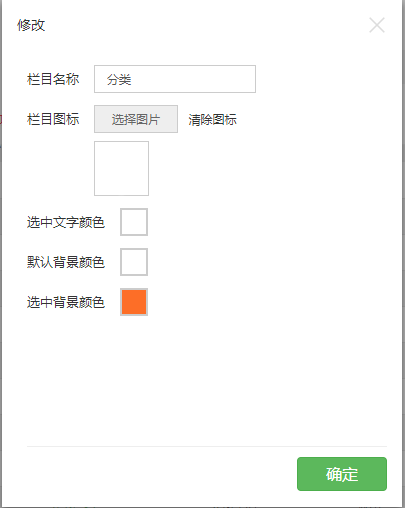 修改
栏目名称 分类
栏目图标 选择图片 清除图标
选中文字颜色
默认背景颜色
选中背景颜色
确定